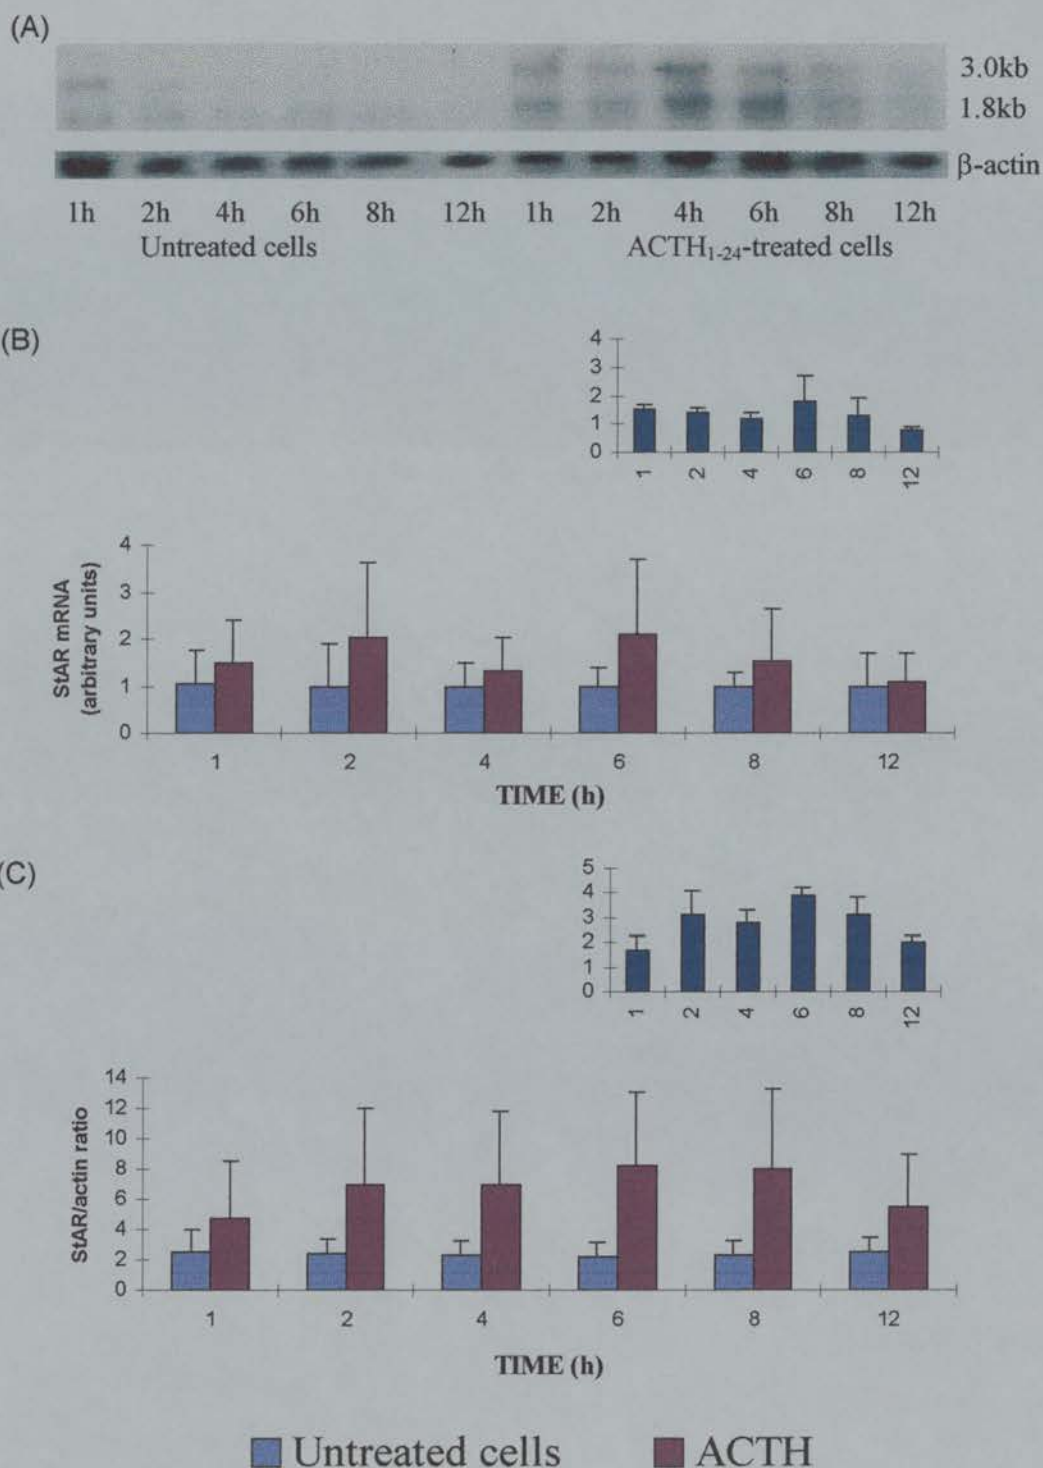 (A)
3.0kb
1.8kb
β-actin
1h 2h 4h 6h 8h 12h 1h 2h 4h 6h 8h 12h
Untreated cells ACTH1-24-treated cells
(B)
4
3
2
1
0
1 2 4 6 8 12
StAR mRNA
(arbitrary units)
4
3
2
1
0
1 2 4 6 8 12
TIME (h)
(C)
5
4
3
2
1
0
1 2 4 6 8 12
StAR/actin ratio
14
12
10
8
6
4
2
0
1 2 4 6 8 12
TIME (h)
Untreated cells ACTH